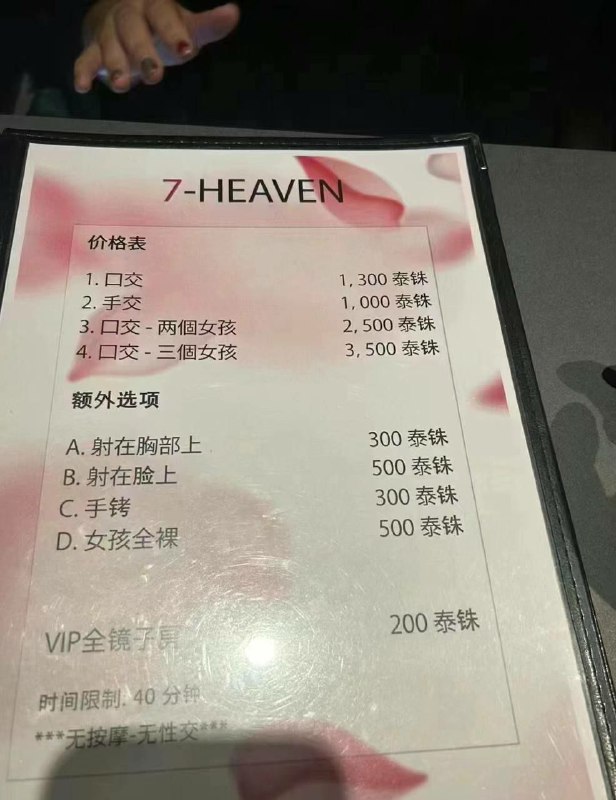 7-HEAVEN
价格表
1. 口交 1,300 泰铢
2. 手交 1,000 泰铢
3. 口交 - 两個女孩 2,500 泰铢
4. 口交 - 三個女孩 3,500 泰铢
额外选项
A. 射在胸部上 300 泰铢
B. 射在脸上 500 泰铢
C. 手铐 300 泰铢
D. 女孩全裸 500 泰铢
VIP全镜子房 200 泰铢
时间限制. 40 分钟
***无按摩-无性交***